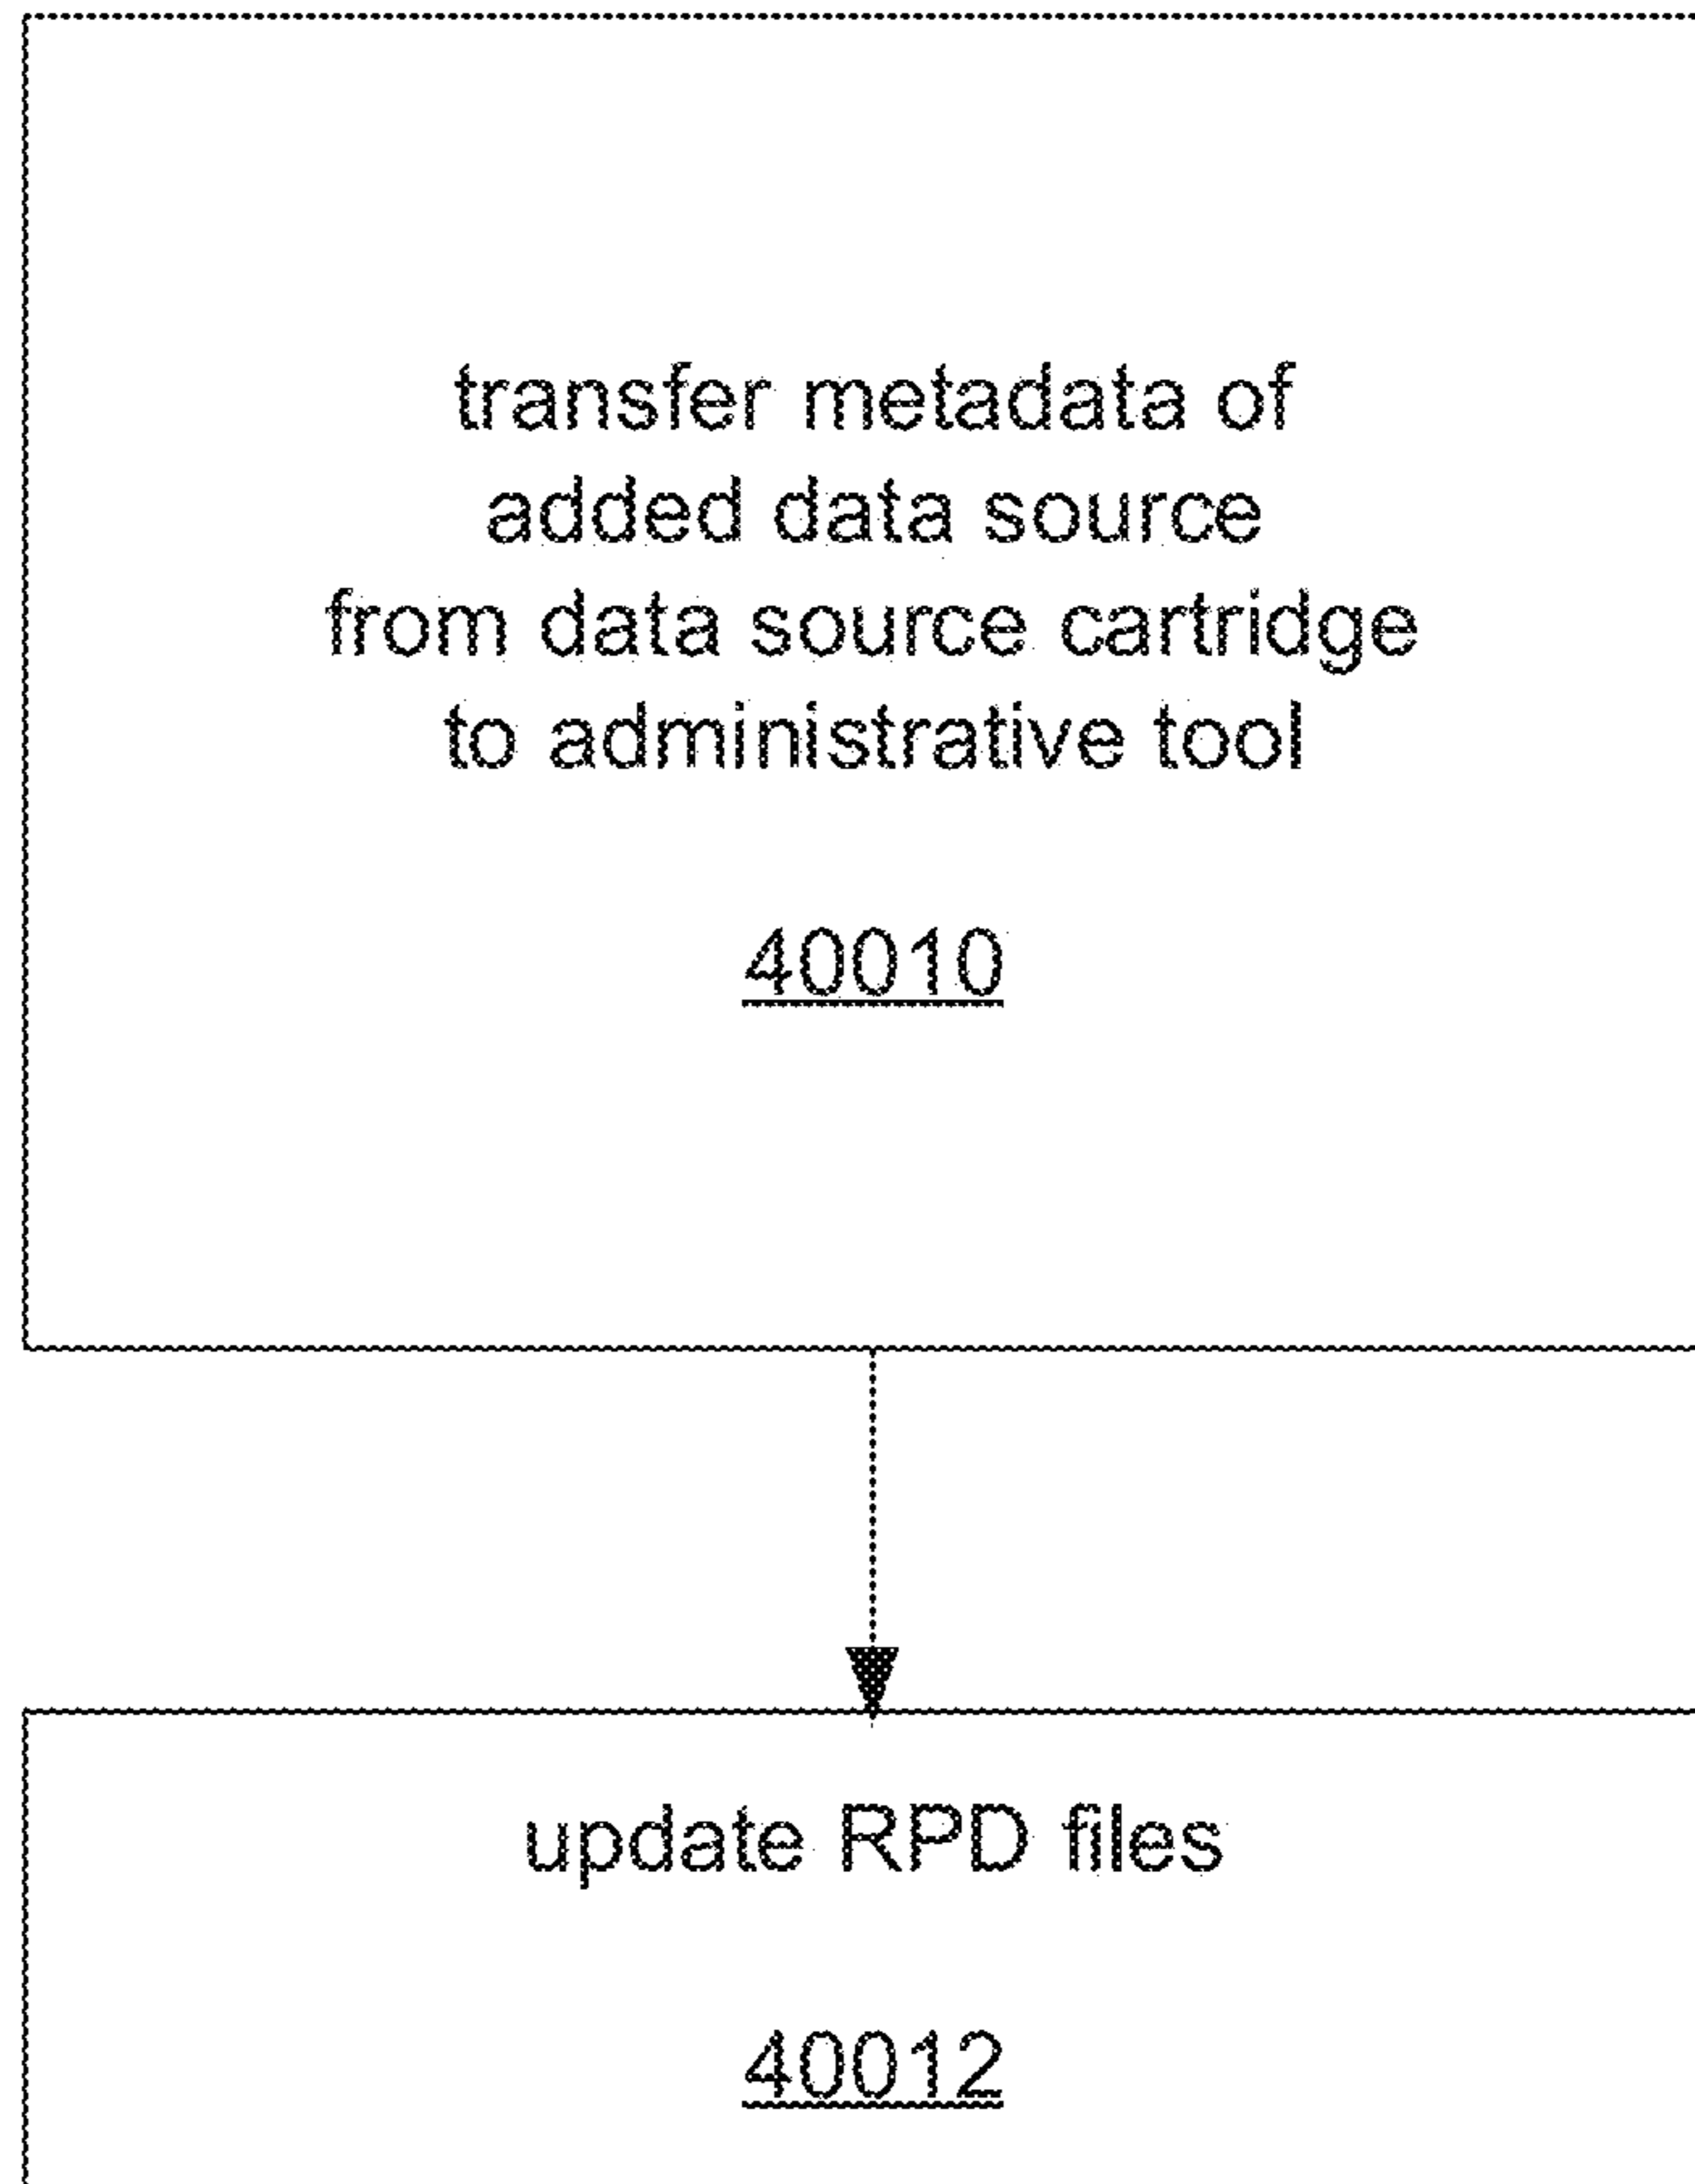 transfer metadata of
added data source
from data source cartridge
to administrative tool
40010
update RPD files
40012